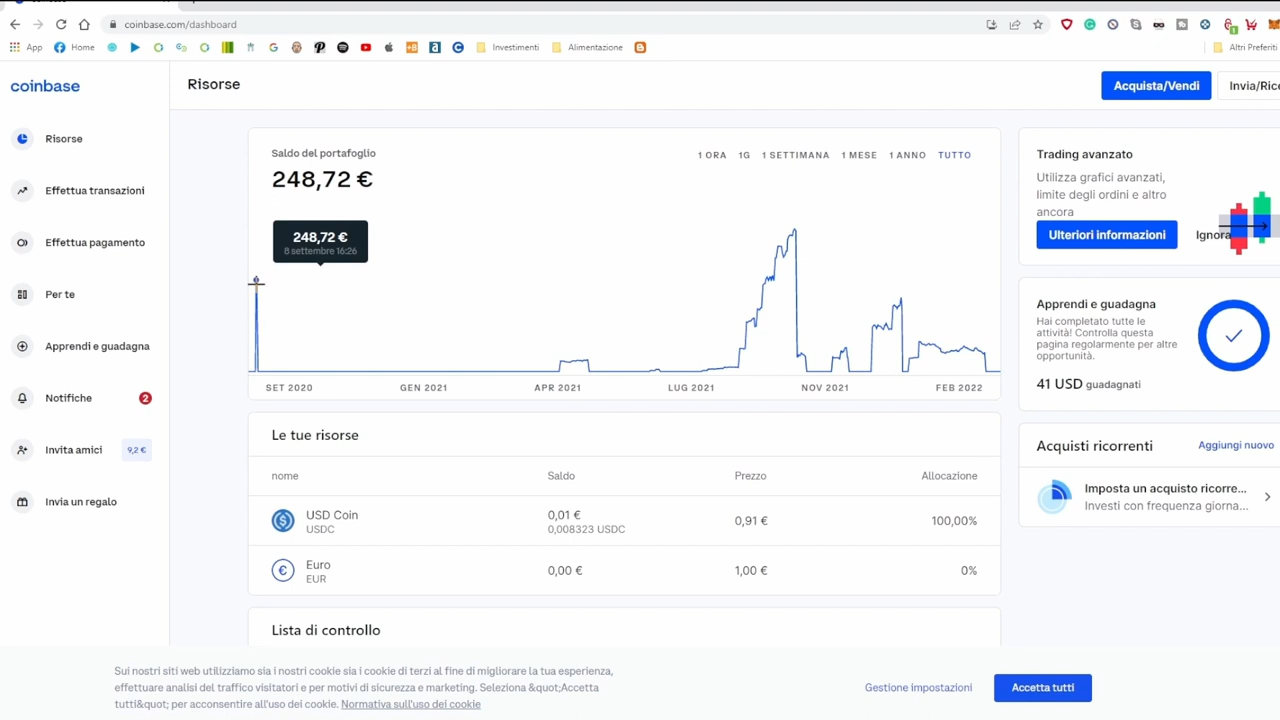 coinbase.com/dashboard
App
Home
Investimenti
Alimentazione
Altri Preferiti
coinbase
Risorse
Acquista/Vendi
Invia/Rice
Risorse
Effettua transazioni
Effettua pagamento
Per te
Apprendi e guadagna
Notifiche
2
Invita amici
9,2 €
Invia un regalo
Saldo del portafoglio
248,72 €
1 ORA 1G 1 SETTIMANA 1 MESE 1 ANNO TUTTO
248,72 €
8 settembre 16:26
SET 2020 GEN 2021 APR 2021 LUG 2021 NOV 2021 FEB 2022
Le tue risorse
nome Saldo Prezzo Allocazione
USD Coin 0,01 € 0,91 € 100,00%
USDC 0,008323 USDC
Euro 0,00 € 1,00 € 0%
EUR
Lista di controllo
Trading avanzato
Utilizza grafici avanzati,
limite degli ordini e altro
ancora
Ulteriori informazioni
Ignora
Apprendi e guadagna
Hai completato tutte le
attività! Controlla questa
pagina regolarmente per altre
opportunità.
41 USD guadagnati
Acquisti ricorrenti
Aggiungi nuovo
Imposta un acquisto ricorre...
Investi con frequenza giorna...
Sui nostri siti web utilizziamo sia i nostri cookie sia i cookie di terzi al fine di migliorare la tua esperienza,
effettuare analisi del traffico visitatori e per motivi di sicurezza e marketing. Seleziona &quot;Accetta
tutti&quot; per acconsentire all'uso dei cookie. Normativa sull'uso dei cookie
Gestione impostazioni
Accetta tutti